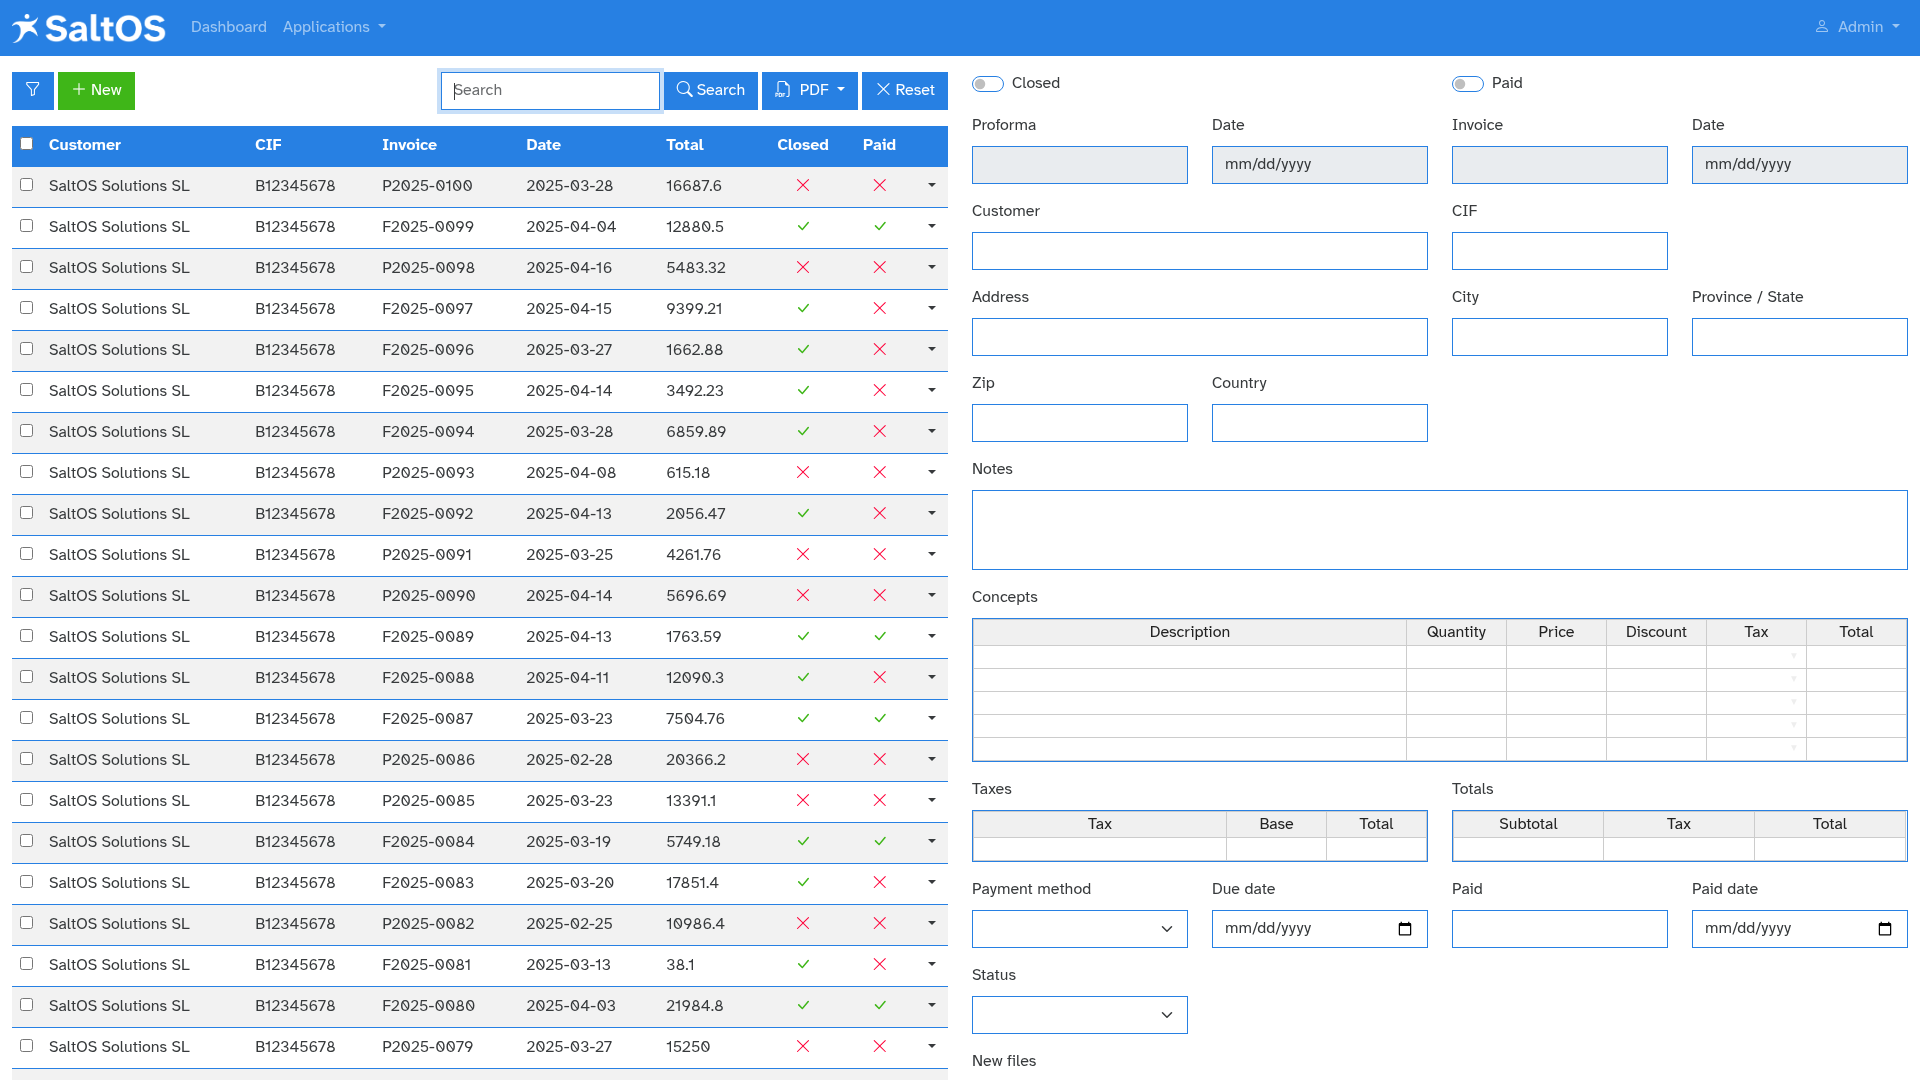 SaltOS Dashboard Applications Admin
New Search Search PDF Reset
Customer CIF Invoice Date Total Closed Paid
SaltOS Solutions SL B12345678 P2025-0100 2025-03-28 16687.6
SaltOS Solutions SL B12345678 F2025-0099 2025-04-04 12880.5
SaltOS Solutions SL B12345678 P2025-0098 2025-04-16 5483.32
SaltOS Solutions SL B12345678 F2025-0097 2025-04-15 9399.21
SaltOS Solutions SL B12345678 F2025-0096 2025-03-27 1662.88
SaltOS Solutions SL B12345678 F2025-0095 2025-04-14 3492.23
SaltOS Solutions SL B12345678 F2025-0094 2025-03-28 6859.89
SaltOS Solutions SL B12345678 P2025-0093 2025-04-08 615.18
SaltOS Solutions SL B12345678 F2025-0092 2025-04-13 2056.47
SaltOS Solutions SL B12345678 P2025-0091 2025-03-25 4261.76
SaltOS Solutions SL B12345678 P2025-0090 2025-04-14 5696.69
SaltOS Solutions SL B12345678 F2025-0089 2025-04-13 1763.59
SaltOS Solutions SL B12345678 F2025-0088 2025-04-11 12090.3
SaltOS Solutions SL B12345678 F2025-0087 2025-03-23 7504.76
SaltOS Solutions SL B12345678 P2025-0086 2025-02-28 20366.2
SaltOS Solutions SL B12345678 P2025-0085 2025-03-23 13391.1
SaltOS Solutions SL B12345678 F2025-0084 2025-03-19 5749.18
SaltOS Solutions SL B12345678 F2025-0083 2025-03-20 17851.4
SaltOS Solutions SL B12345678 P2025-0082 2025-02-25 10986.4
SaltOS Solutions SL B12345678 F2025-0081 2025-03-13 38.1
SaltOS Solutions SL B12345678 F2025-0080 2025-04-03 21984.8
SaltOS Solutions SL B12345678 P2025-0079 2025-03-27 15250
Closed Paid
Proforma Date Invoice Date
mm/dd/yyyy mm/dd/yyyy
Customer CIF
Address City Province / State
Zip Country
Notes
Concepts
Description Quantity Price Discount Tax Total
Taxes Totals
Tax Base Total Subtotal Tax Total
Payment method Due date Paid Paid date
mm/dd/yyyy mm/dd/yyyy
Status
New files